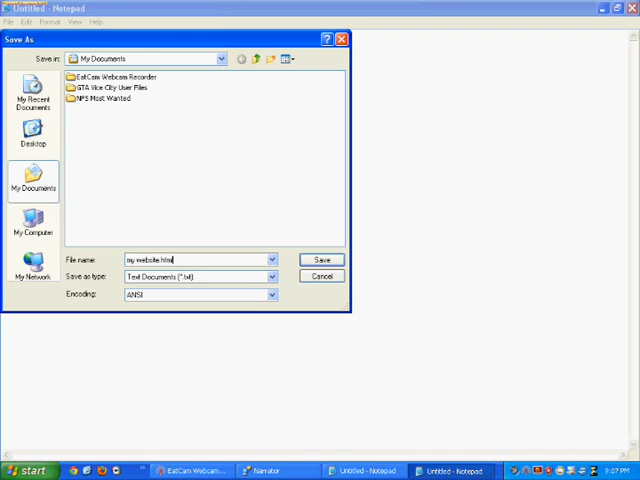 Untitled - Notepad
File Edit Format View Help
Save As
Save in: My Documents
EatCam Webcam Recorder
GTA Vice City User Files
NFS Most Wanted
My Recent
Documents
Desktop
My Documents
My Computer
My Network
File name: my website.html
Save
Save as type: Text Documents (*.txt)
Cancel
Encoding: ANSI
start
EatCam Webcam...
Narrator
Untitled - Notepad
Untitled - Notepad
9:07 PM